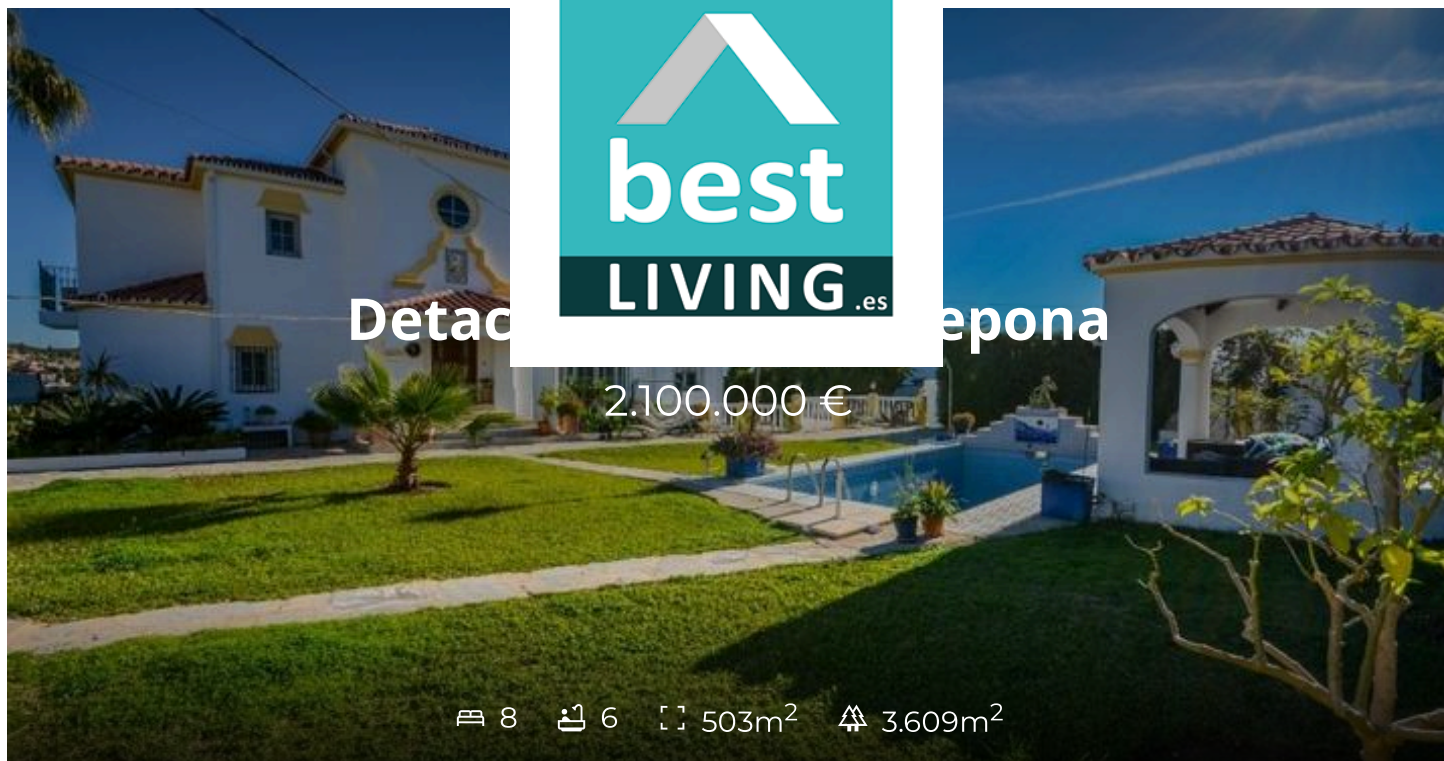 best
LIVING.es
Detac epona
2.100.000 €
8 6 503m² 3.609m²